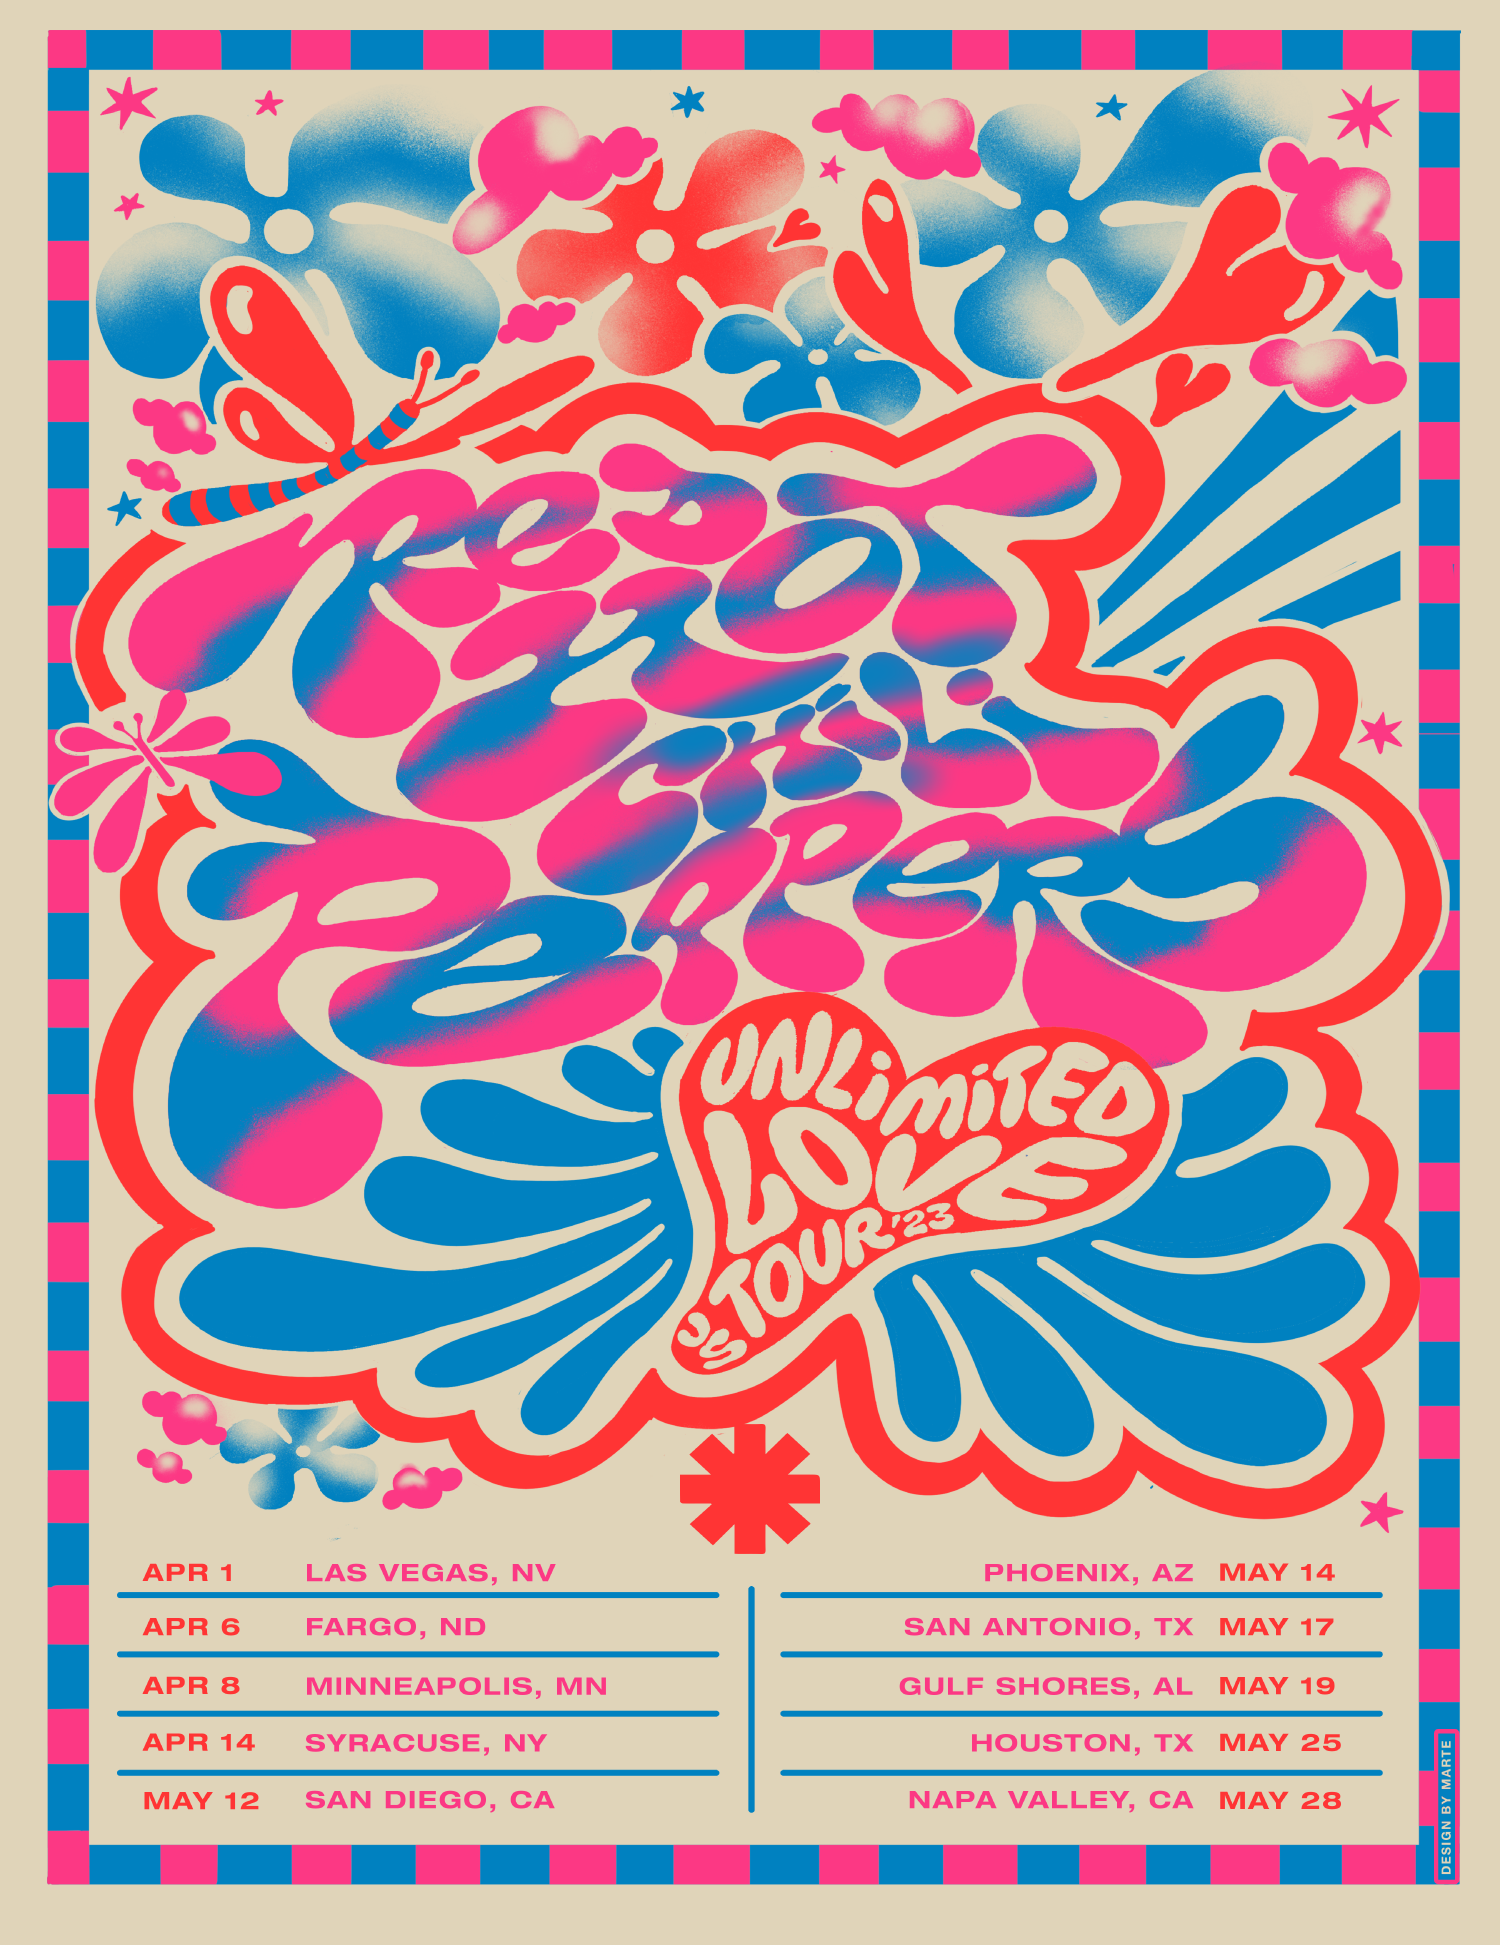 Red
HOT
CHiLi
PePPERS
UNLiMiTED
LOVE
TOUR '23
US
APR 1 LAS VEGAS, NV
APR 6 FARGO, ND
APR 8 MINNEAPOLIS, MN
APR 14 SYRACUSE, NY
MAY 12 SAN DIEGO, CA
PHOENIX, AZ MAY 14
SAN ANTONIO, TX MAY 17
GULF SHORES, AL MAY 19
HOUSTON, TX MAY 25
NAPA VALLEY, CA MAY 28
DESIGN BY MARTE